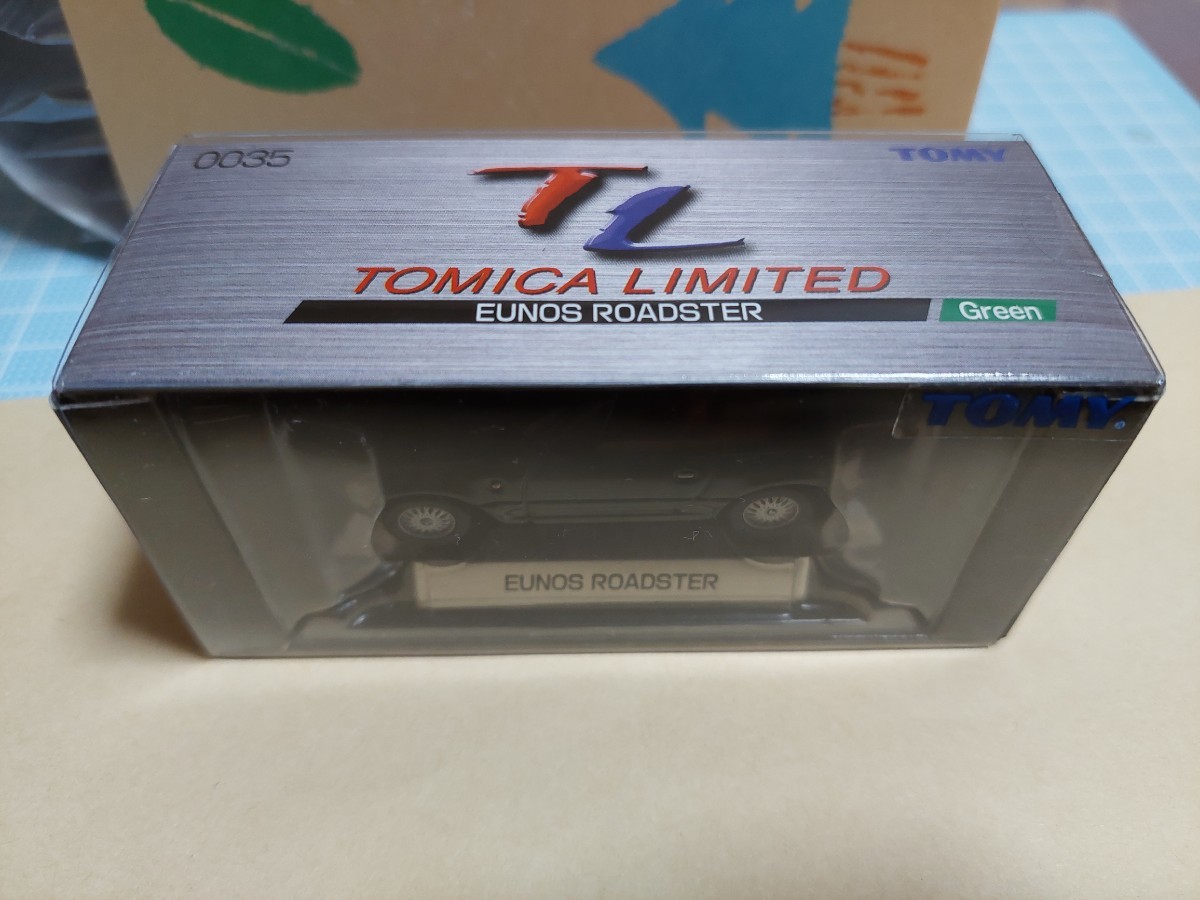 0035
TOMY
TL
TOMICA LIMITED
EUNOS ROADSTER
Green
TOMY
EUNOS ROADSTER